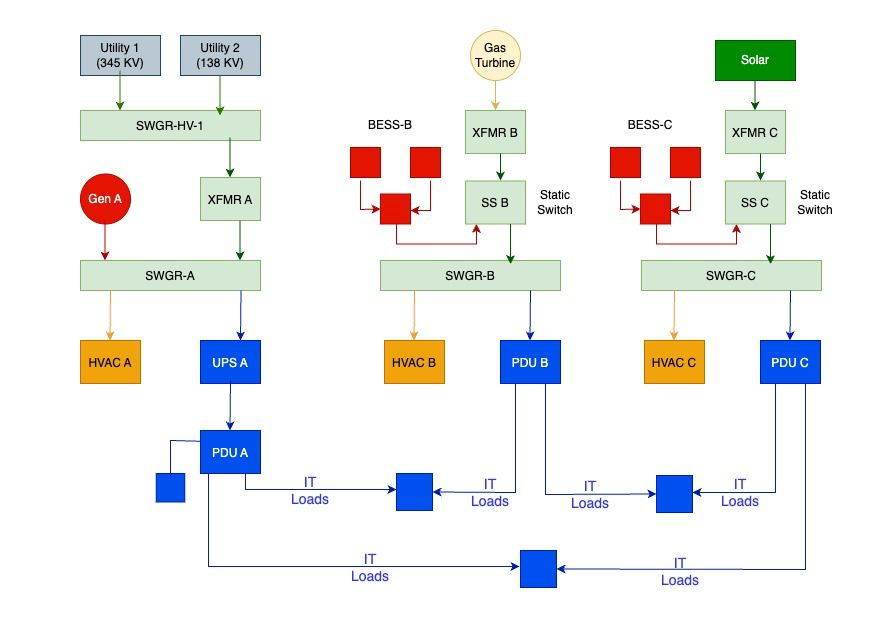 Utility 1
(345 KV)
Utility 2
(138 KV)
Gas
Turbine
Solar
SWGR-HV-1
BESS-B
XFMR B
BESS-C
XFMR C
Gen A
XFMR A
SS B
Static
Switch
SS C
Static
Switch
SWGR-A
SWGR-B
SWGR-C
HVAC A
UPS A
HVAC B
PDU B
HVAC C
PDU C
PDU A
IT
Loads
IT
Loads
IT
Loads
IT
Loads
IT
Loads
IT
Loads